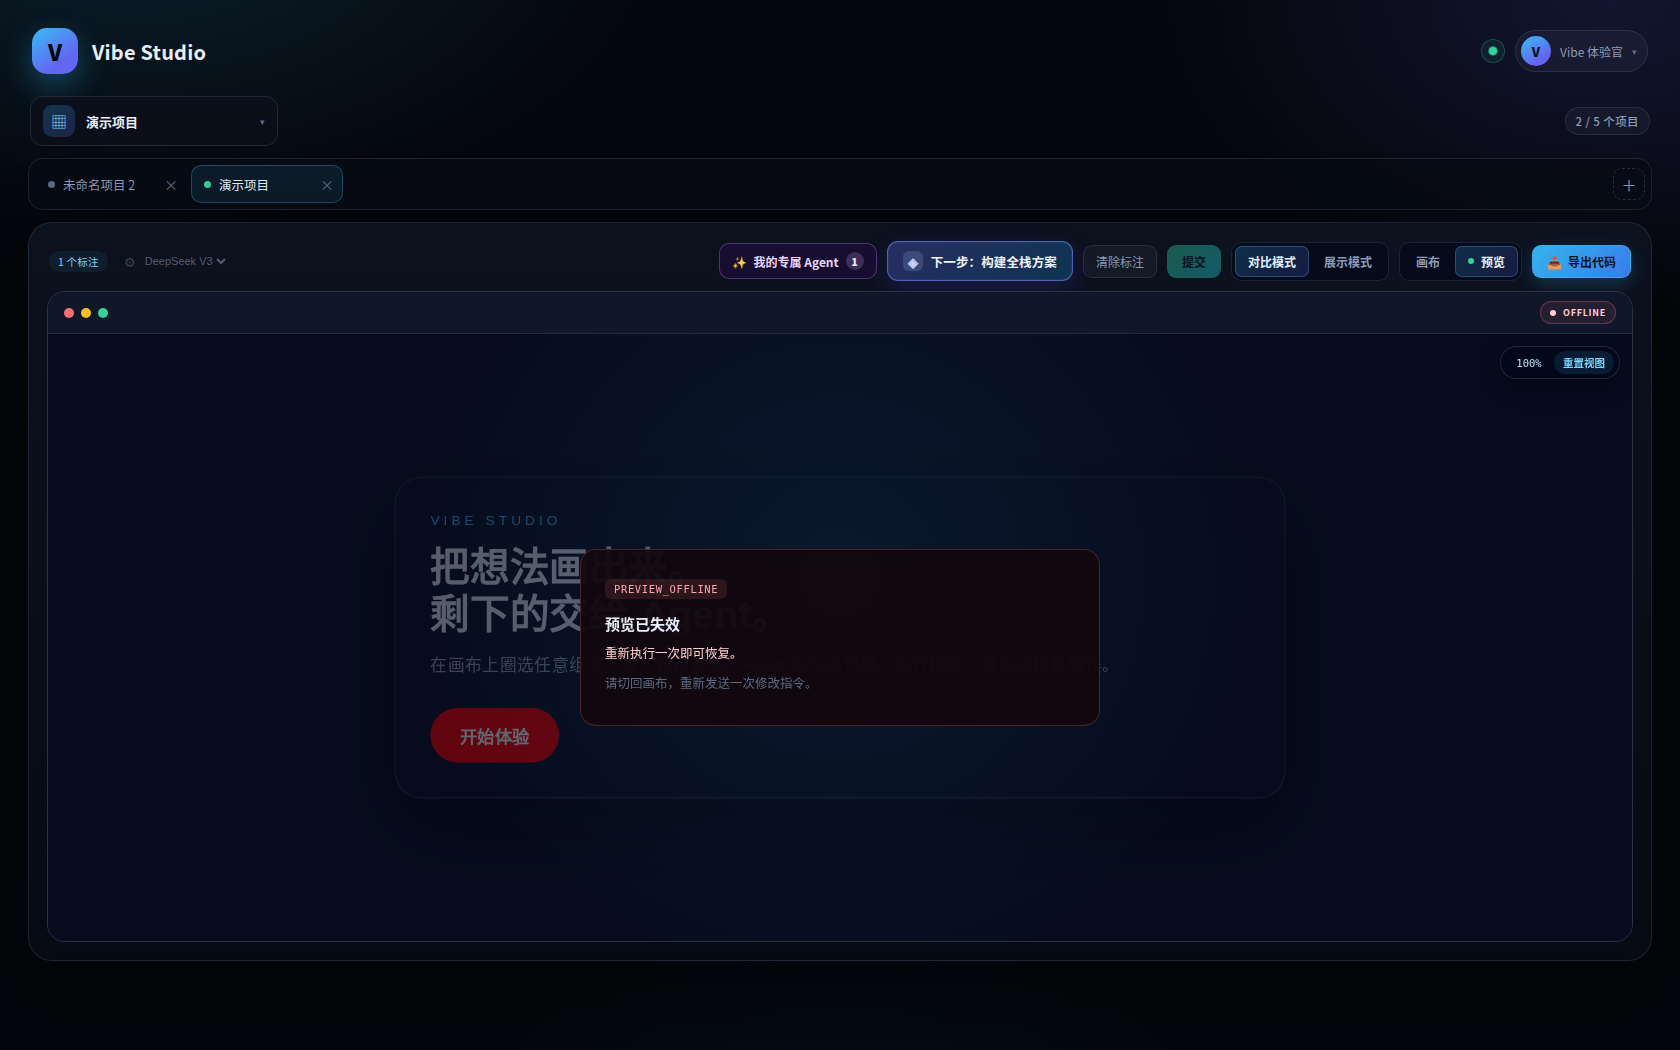 V
Vibe Studio
V
Vibe 体验官
演示项目
2 / 5 个项目
未命名项目 2
演示项目
1 个标注
DeepSeek V3
我的专属 Agent 1
下一步：构建全栈方案
清除标注
提交
对比模式
展示模式
画布
预览
导出代码
OFFLINE
100%
重置视图
VIBE STUDIO
把想法画出来。
剩下的交给 Agent。
在画布上圈选任意组
PREVIEW_OFFLINE
预览已失效
重新执行一次即可恢复。
请切回画布，重新发送一次修改指令。
开始体验